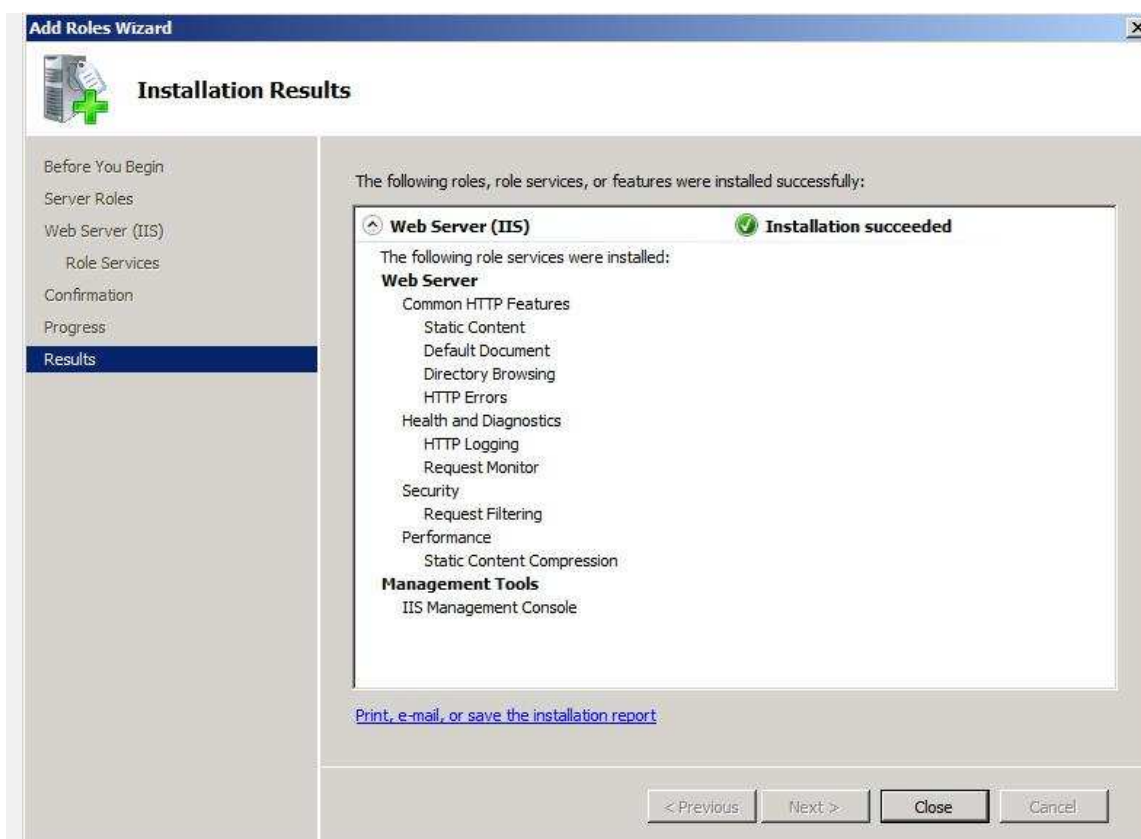 Add Roles Wizard
Installation Results
Before You Begin
Server Roles
Web Server (IIS)
Role Services
Confirmation
Progress
Results
The following roles, role services, or features were installed successfully:
Web Server (IIS) Installation succeeded
The following role services were installed:
Web Server
Common HTTP Features
Static Content
Default Document
Directory Browsing
HTTP Errors
Health and Diagnostics
HTTP Logging
Request Monitor
Security
Request Filtering
Performance
Static Content Compression
Management Tools
IIS Management Console
Print, e-mail, or save the installation report
< Previous Next > Close Cancel